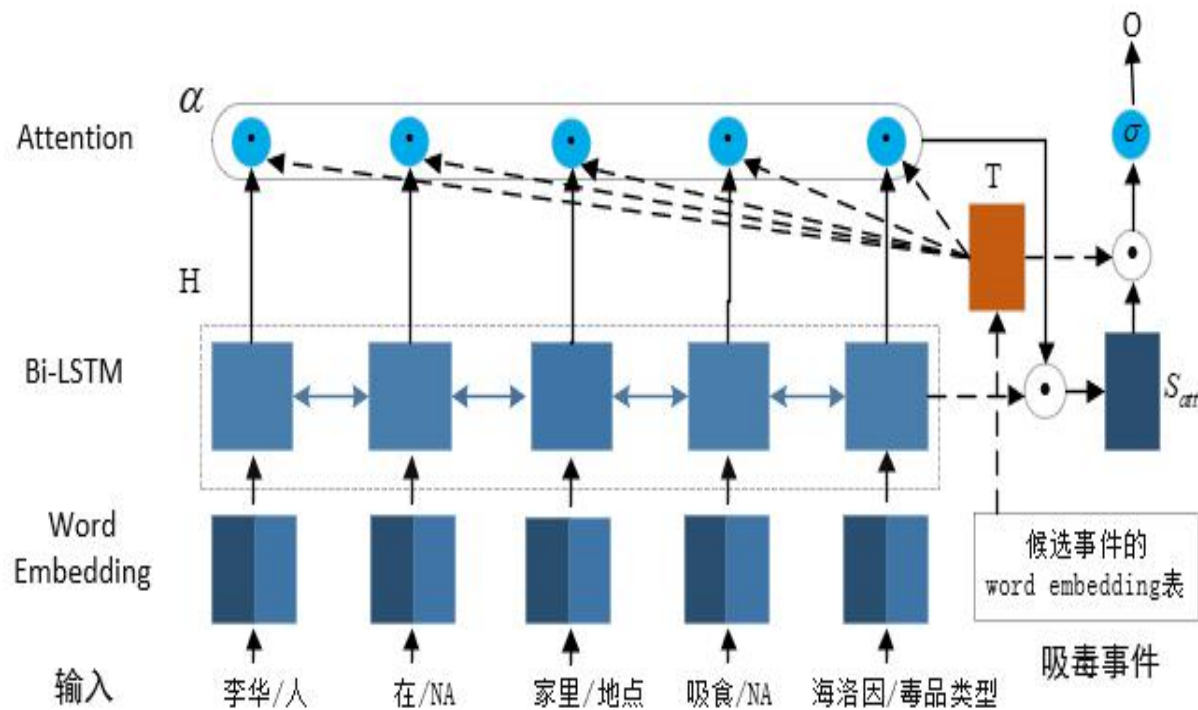 O
α
Attention
σ
T
H
Bi-LSTM
S_att
Word
Embedding
候选事件的
word embedding表
吸毒事件
输入
李华/人
在/NA
家里/地点
吸食/NA
海洛因/毒品类型